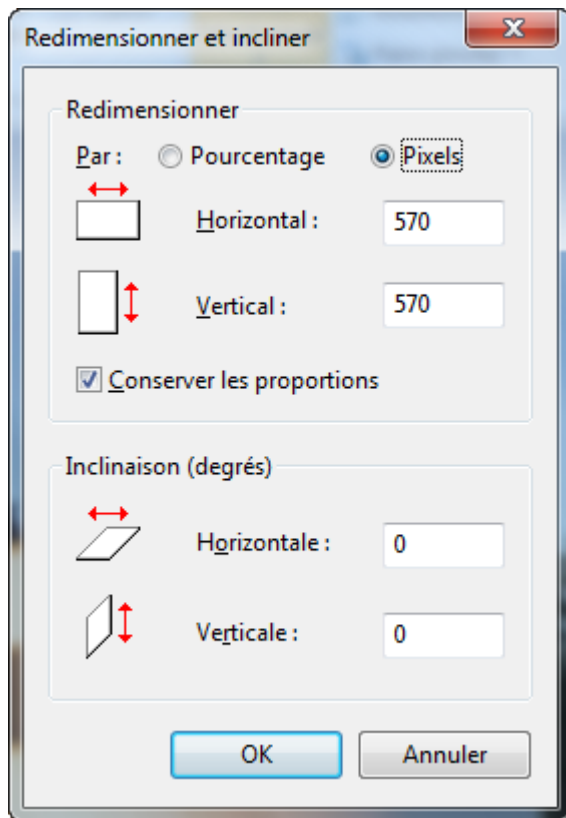 Redimensionner et incliner
Redimensionner
Par : Pourcentage Pixels
Horizontal : 570
Vertical : 570
Conserver les proportions
Inclinaison (degrés)
Horizontale : 0
Verticale : 0
OK Annuler